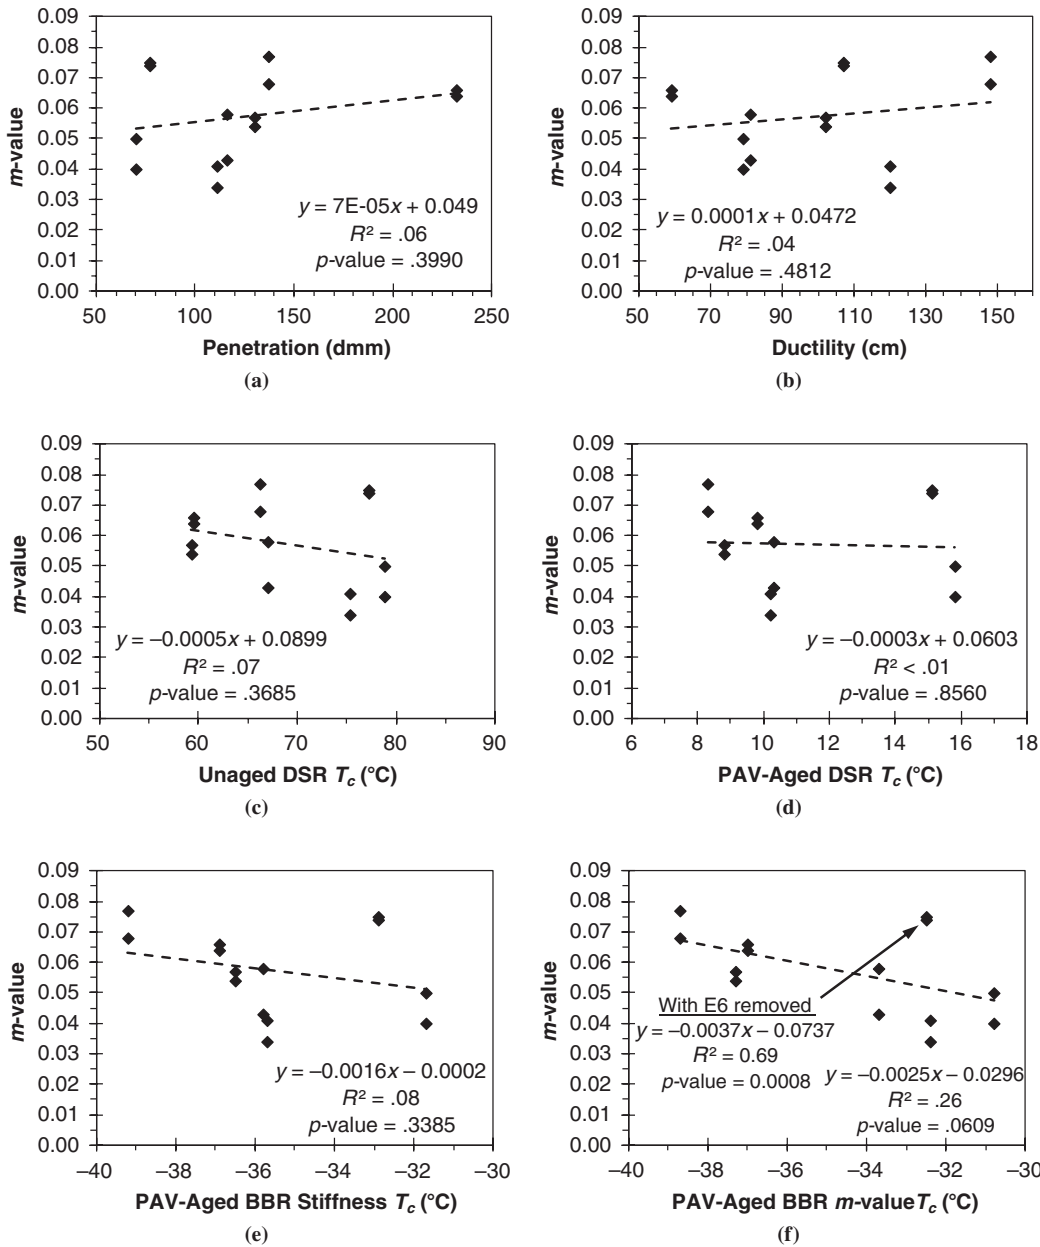 0.09
0.08
0.07
0.06
0.05
0.04
0.03
0.02
0.01
0.00
m-value
y = 7E-05x + 0.049
R² = .06
p-value = .3990
50 100 150 200 250
Penetration (dmm)
(a)
0.09
0.08
0.07
0.06
0.05
0.04
0.03
0.02
0.01
0.00
m-value
y = 0.0001x + 0.0472
R² = .04
p-value = .4812
50 70 90 110 130 150
Ductility (cm)
(b)
0.09
0.08
0.07
0.06
0.05
0.04
0.03
0.02
0.01
0.00
m-value
y = –0.0005x + 0.0899
R² = .07
p-value = .3685
50 60 70 80 90
Unaged DSR Tc (°C)
(c)
0.09
0.08
0.07
0.06
0.05
0.04
0.03
0.02
0.01
0.00
m-value
y = –0.0003x + 0.0603
R² < .01
p-value = .8560
6 8 10 12 14 16 18
PAV-Aged DSR Tc (°C)
(d)
0.09
0.08
0.07
0.06
0.05
0.04
0.03
0.02
0.01
0.00
m-value
y = –0.0016x – 0.0002
R² = .08
p-value = .3385
–40 –38 –36 –34 –32 –30
PAV-Aged BBR Stiffness Tc (°C)
(e)
0.09
0.08
0.07
0.06
0.05
0.04
0.03
0.02
0.01
0.00
m-value
With E6 removed
y = –0.0037x – 0.0737
R² = 0.69
p-value = 0.0008
y = –0.0025x – 0.0296
R² = .26
p-value = .0609
–40 –38 –36 –34 –32 –30
PAV-Aged BBR m-valueTc (°C)
(f)